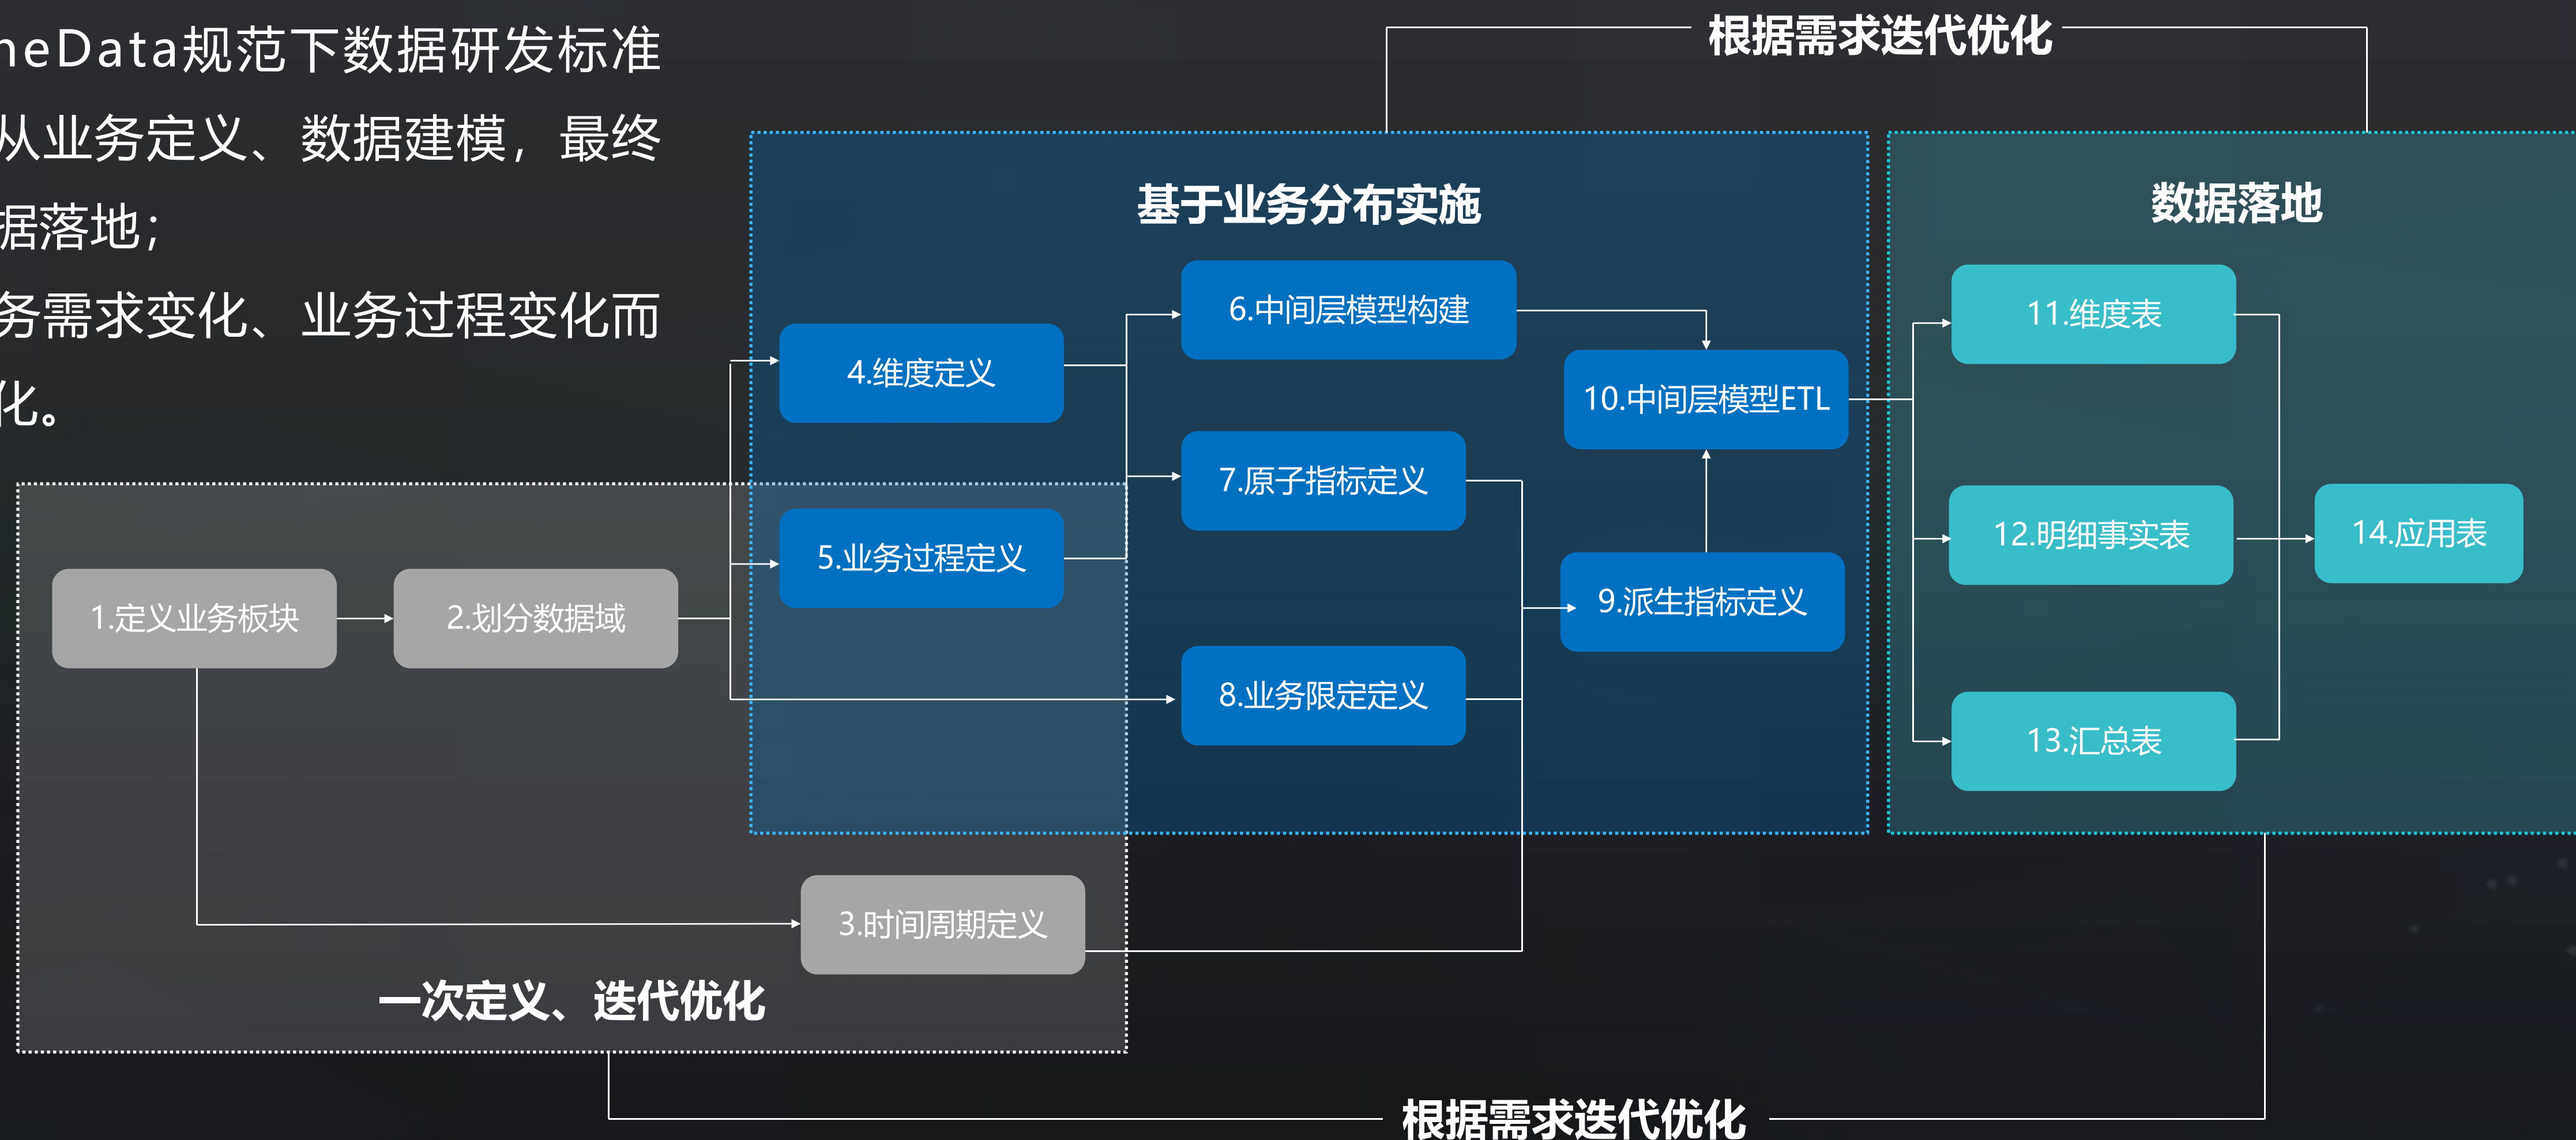 neData规范下数据研发标准
从业务定义、数据建模，最终
据落地；
务需求变化、业务过程变化而
化。
根据需求迭代优化
基于业务分布实施
数据落地
4.维度定义
5.业务过程定义
6.中间层模型构建
7.原子指标定义
8.业务限定定义
10.中间层模型ETL
9.派生指标定义
11.维度表
12.明细事实表
13.汇总表
14.应用表
1.定义业务板块
2.划分数据域
3.时间周期定义
一次定义、迭代优化
根据需求迭代优化